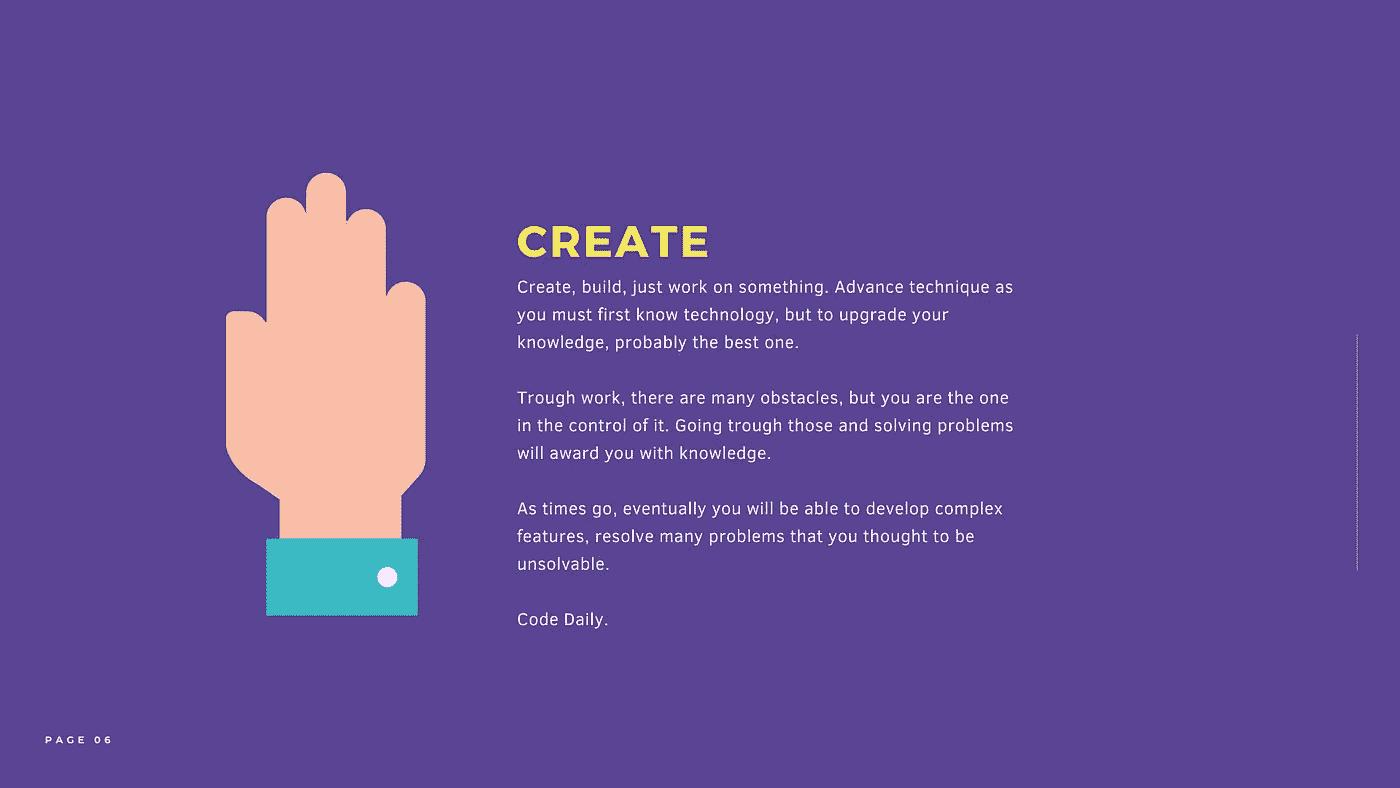 CREATE
Create, build, just work on something. Advance technique as
you must first know technology, but to upgrade your
knowledge, probably the best one.
Trough work, there are many obstacles, but you are the one
in the control of it. Going trough those and solving problems
will award you with knowledge.
As times go, eventually you will be able to develop complex
features, resolve many problems that you thought to be
unsolvable.
Code Daily.
PAGE 06